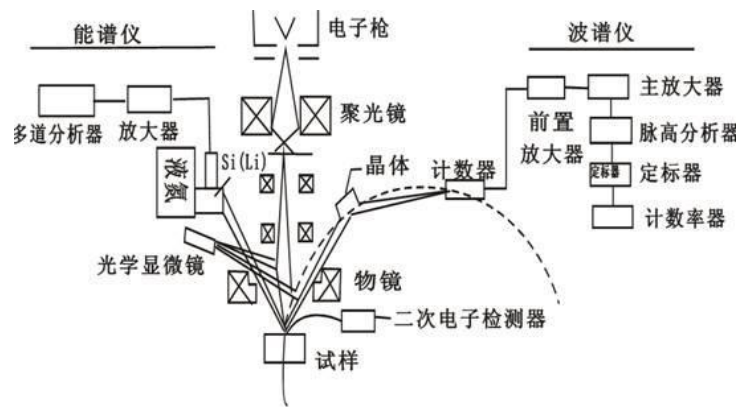 能谱仪
电子枪
波谱仪
多道分析器
放大器
聚光镜
前置
放大器
主放大器
脉高分析器
定标器
定标器
计数率器
Si(Li)
液氮
晶体
计数器
光学显微镜
物镜
二次电子检测器
试样